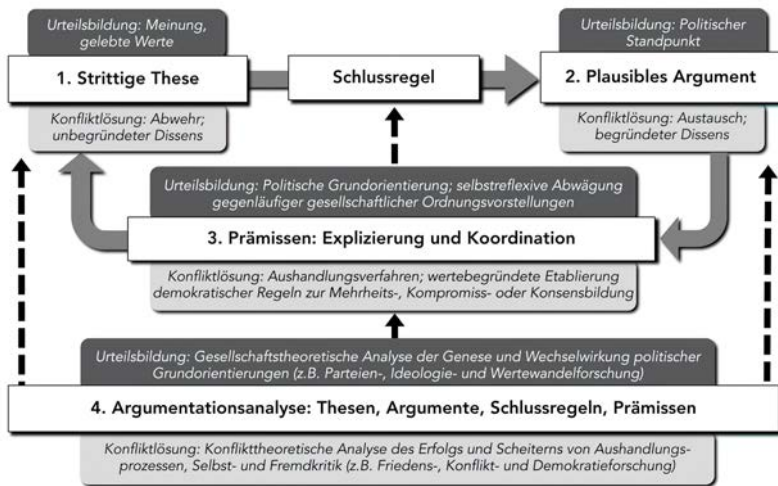 Urteilsbildung: Meinung,
gelebte Werte
1. Strittige These
Konfliktlösung: Abwehr;
unbegründeter Dissens
Schlussregel
Urteilsbildung: Politischer
Standpunkt
2. Plausibles Argument
Konfliktlösung: Austausch;
begründeter Dissens
Urteilsbildung: Politische Grundorientierung; selbstreflexive Abwägung
gegenläufiger gesellschaftlicher Ordnungsvorstellungen
3. Prämissen: Explizierung und Koordination
Konfliktlösung: Aushandlungsverfahren; wertebegründete Etablierung
demokratischer Regeln zur Mehrheits-, Kompromiss- oder Konsensbildung
Urteilsbildung: Gesellschaftstheoretische Analyse der Genese und Wechselwirkung politischer
Grundorientierungen (z.B. Parteien-, Ideologie- und Wertewandelforschung)
4. Argumentationsanalyse: Thesen, Argumente, Schlussregeln, Prämissen
Konfliktlösung: Konflikttheoretische Analyse des Erfolgs und Scheiterns von Aushandlungs-
prozessen, Selbst- und Fremdkritik (z.B. Friedens-, Konflikt- und Demokratieforschung)